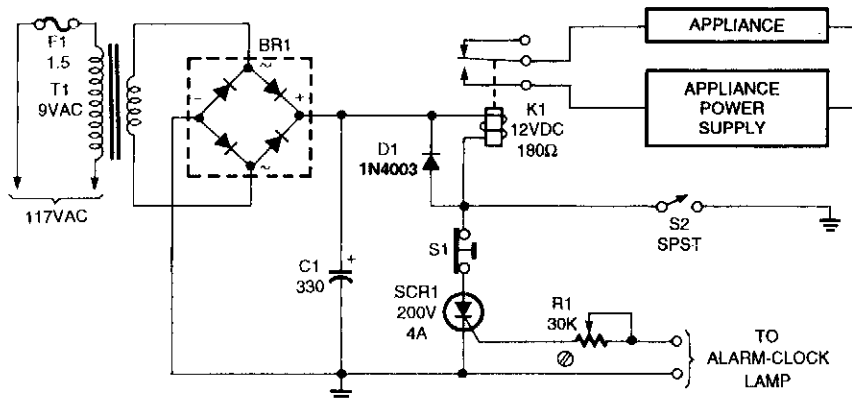 F1
1.5
T1
9VAC
117VAC
BR1
~
−
+
~
C1
+
330
D1
1N4003
K1
12VDC
180Ω
APPLIANCE
APPLIANCE
POWER
SUPPLY
S2
SPST
S1
SCR1
200V
4A
R1
30K
TO
ALARM-CLOCK
LAMP